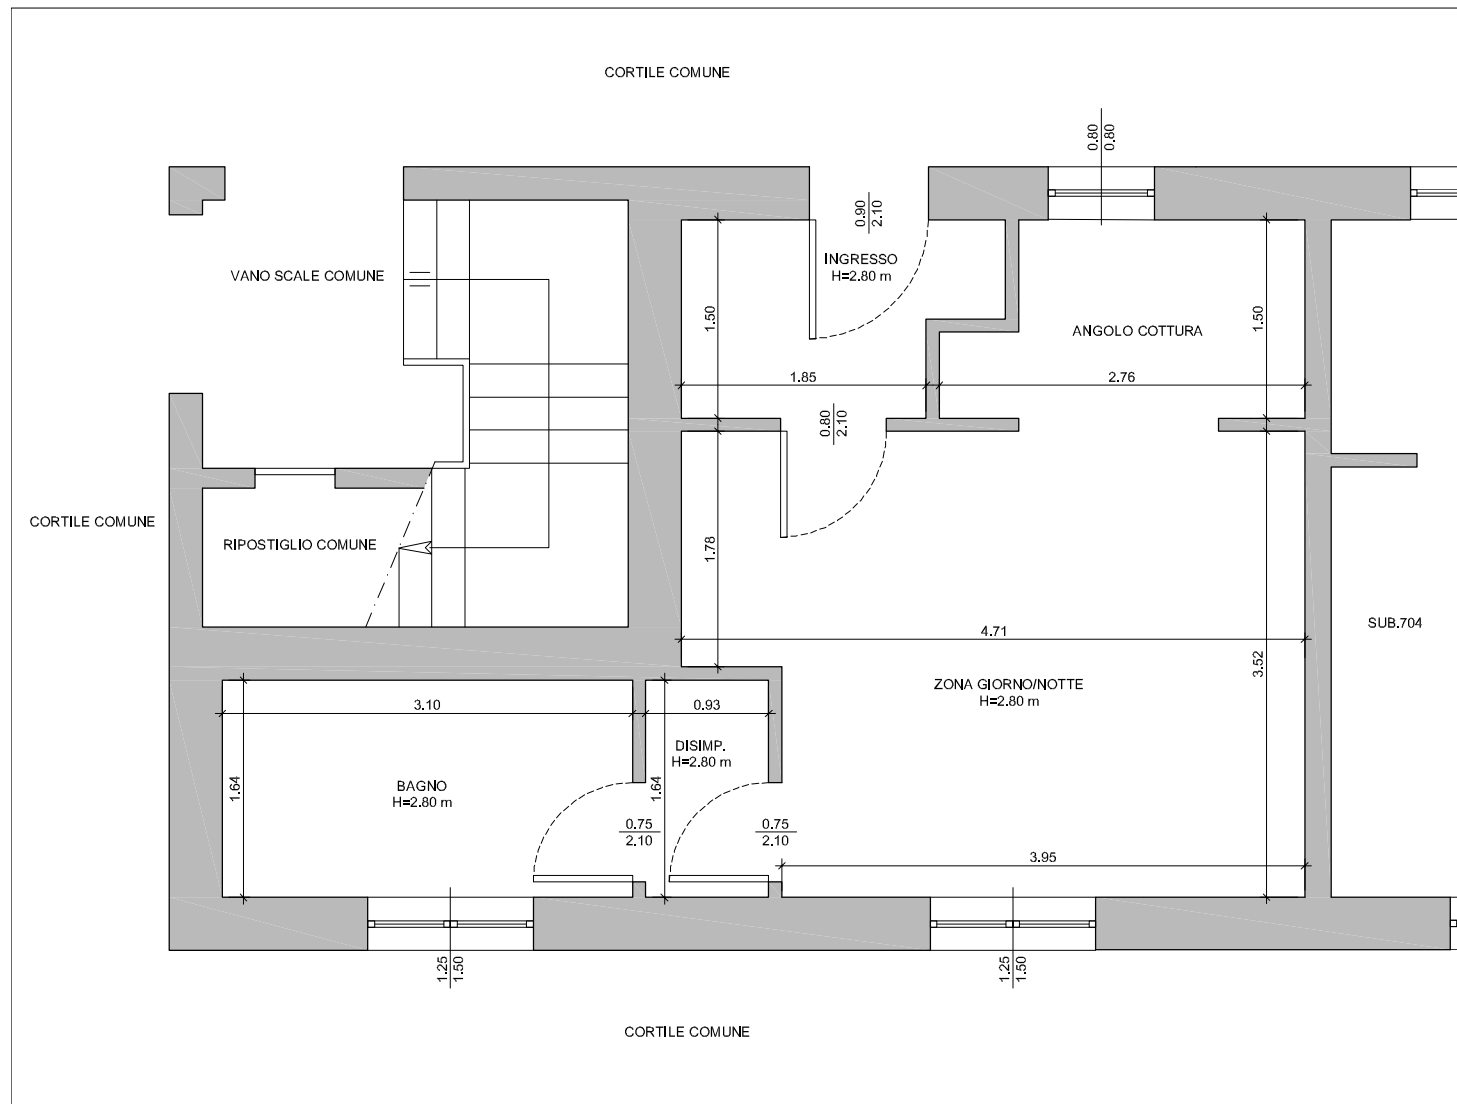 CORTILE COMUNE
0.80
0.80
0.90
2.10
INGRESSO
H=2.80 m
VANO SCALE COMUNE
1.50
1.50
ANGOLO COTTURA
1.85
2.76
0.80
2.10
CORTILE COMUNE
RIPOSTIGLIO COMUNE
1.78
4.71
SUB.704
3.52
ZONA GIORNO/NOTTE
H=2.80 m
3.10
0.93
DISIMP.
H=2.80 m
1.64
1.64
BAGNO
H=2.80 m
0.75
2.10
0.75
2.10
3.95
1.25
1.50
1.25
1.50
CORTILE COMUNE